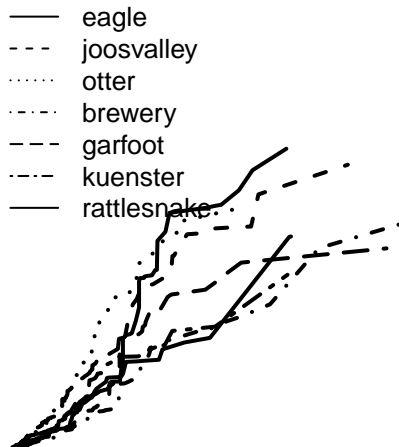 eagle
joosvalley
otter
brewery
garfoot
kuenster
rattlesnake